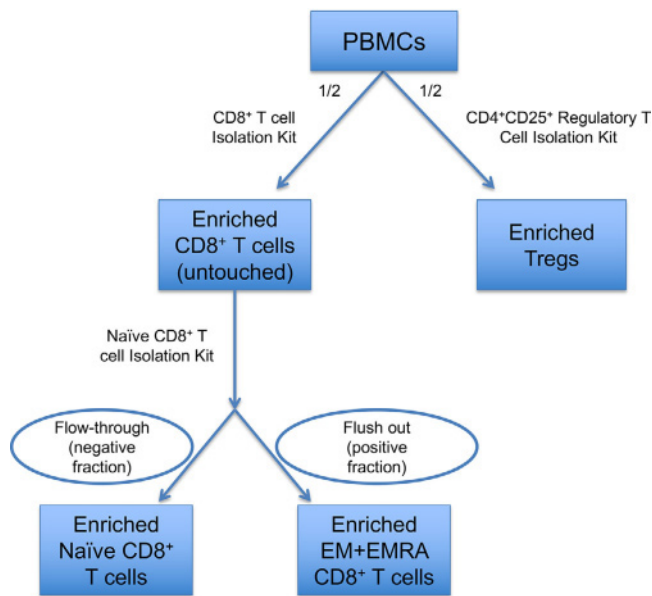 PBMCs
1/2
1/2
CD8⁺ T cell
Isolation Kit
CD4⁺CD25⁺ Regulatory T
Cell Isolation Kit
Enriched
CD8⁺ T cells
(untouched)
Enriched
Tregs
Naïve CD8⁺ T
cell Isolation Kit
Flow-through
(negative
fraction)
Flush out
(positive
fraction)
Enriched
Naïve CD8⁺
T cells
Enriched
EM+EMRA
CD8⁺ T cells